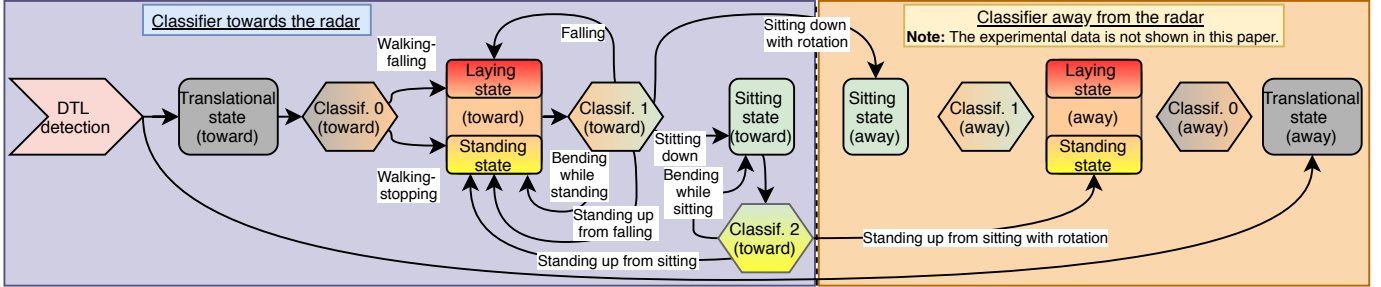 Classifier towards the radar
DTL
detection
Translational
state
(toward)
Classif. 0
(toward)
Walking-
falling
Walking-
stopping
Laying
state
(toward)
Standing
state
Falling
Classif. 1
(toward)
Bending
while
standing
Standing up
from falling
Standing up from sitting
Sitting down
with rotation
Stitting
down
Sitting
state
(toward)
Bending
while
sitting
Classif. 2
(toward)
Classifier away from the radar
Note: The experimental data is not shown in this paper.
Sitting
state
(away)
Classif. 1
(away)
Laying
state
(away)
Standing
state
Classif. 0
(away)
Translational
state
(away)
Standing up from sitting with rotation